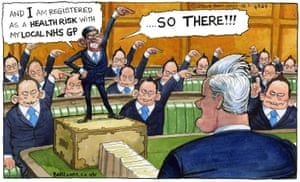 AND I AM REGISTERED
AS A HEALTH RISK WITH
MY LOCAL NHS GP
....SO THERE!!!